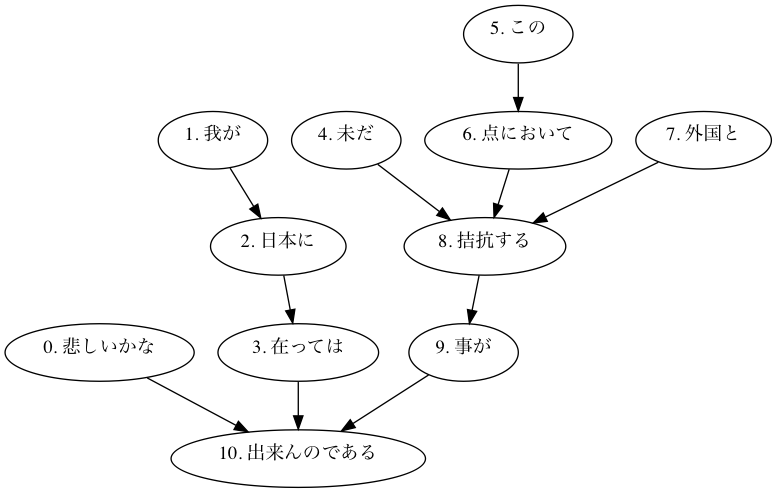 5. この
1. 我が
4. 未だ
6. 点において
7. 外国と
2. 日本に
8. 拮抗する
0. 悲しいかな
3. 在っては
9. 事が
10. 出来んのである